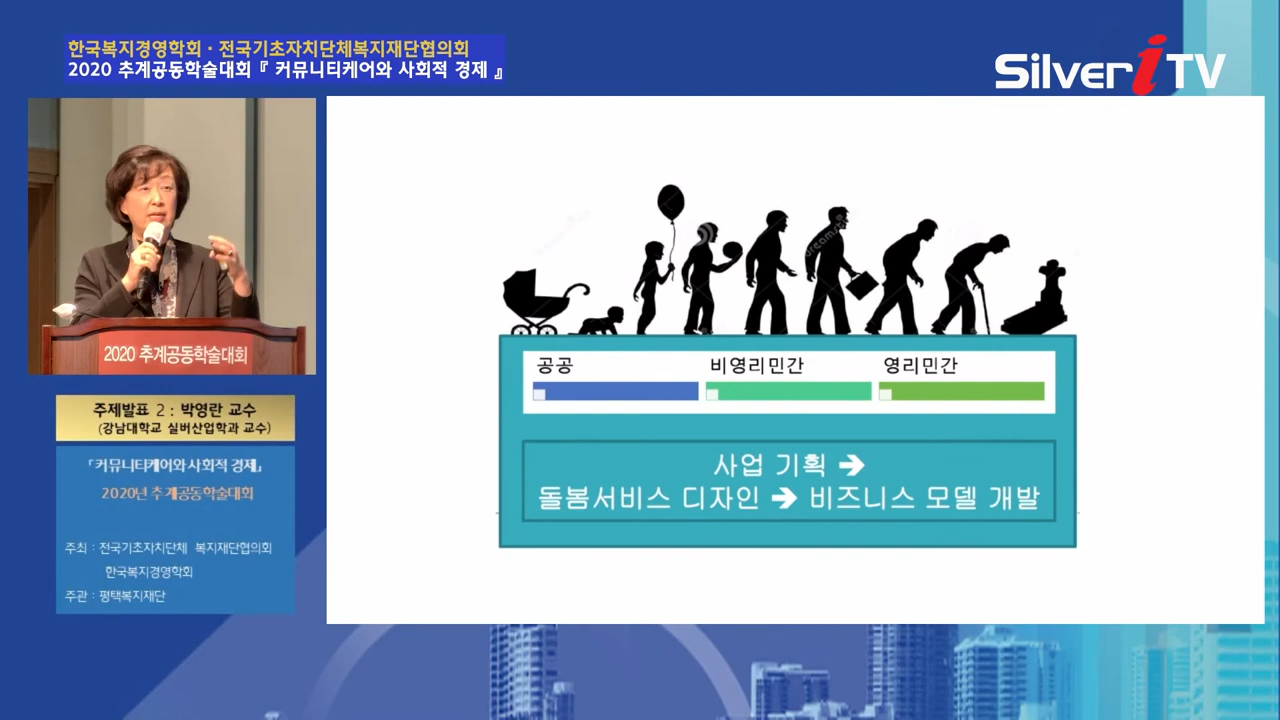 한국복지경영학회 · 전국기초자치단체복지재단협의회
2020 추계공동학술대회 『 커뮤니티케어와 사회적 경제 』
Silver i TV
2020 추계공동학술대회
주제발표 2 : 박영란 교수
(강남대학교 실버산업학과 교수)
「커뮤니티케어와 사회적 경제」
2020년 추계공동학술대회
주최 : 전국기초자치단체 복지재단협의회
한국복지경영학회
주관 : 평택복지재단
dreamstime
공공 비영리민간 영리민간
사업 기획 ➔
돌봄서비스 디자인 ➔ 비즈니스 모델 개발